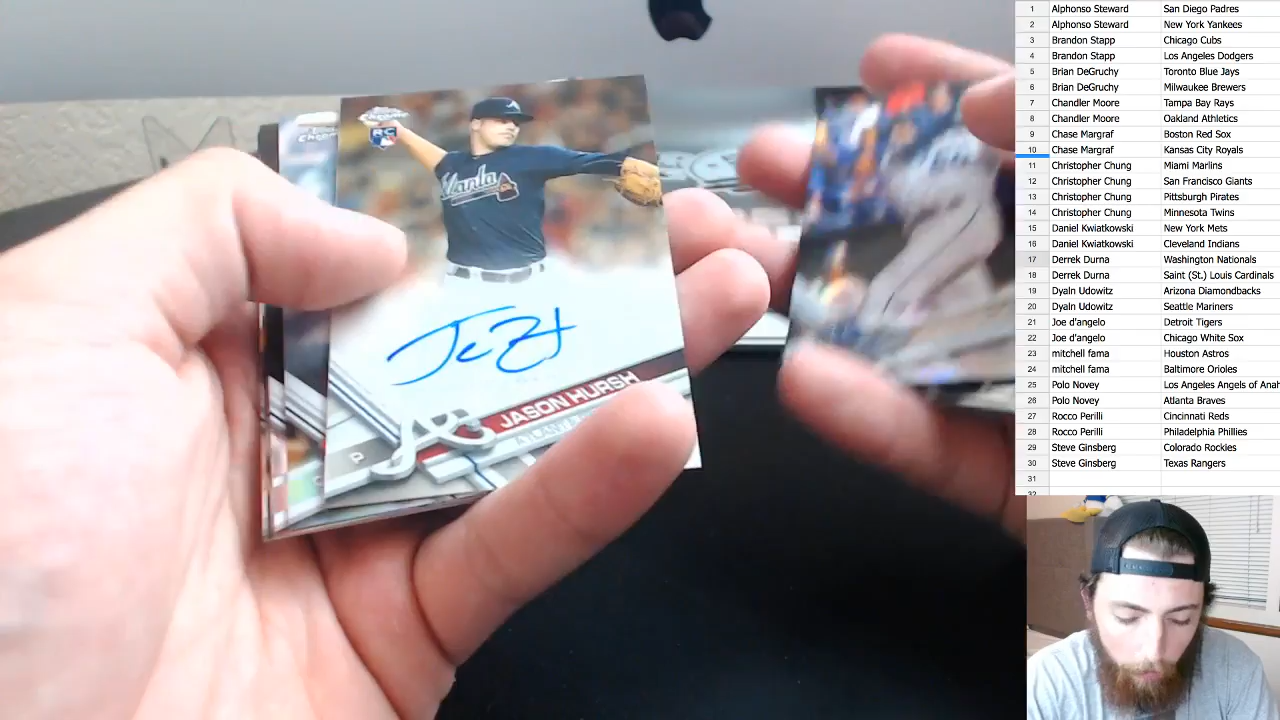 Topps
Chrome
RC
Atlanta
JASON HURSH
P
1 Alphonso Steward San Diego Padres
2 Alphonso Steward New York Yankees
3 Brandon Stapp Chicago Cubs
4 Brandon Stapp Los Angeles Dodgers
5 Brian DeGruchy Toronto Blue Jays
6 Brian DeGruchy Milwaukee Brewers
7 Chandler Moore Tampa Bay Rays
8 Chandler Moore Oakland Athletics
9 Chase Margraf Boston Red Sox
10 Chase Margraf Kansas City Royals
11 Christopher Chung Miami Marlins
12 Christopher Chung San Francisco Giants
13 Christopher Chung Pittsburgh Pirates
14 Christopher Chung Minnesota Twins
15 Daniel Kwiatkowski New York Mets
16 Daniel Kwiatkowski Cleveland Indians
17 Derrek Durna Washington Nationals
18 Derrek Durna Saint (St.) Louis Cardinals
19 Dyaln Udowitz Arizona Diamondbacks
20 Dyaln Udowitz Seattle Mariners
21 Joe d'angelo Detroit Tigers
22 Joe d'angelo Chicago White Sox
23 mitchell fama Houston Astros
24 mitchell fama Baltimore Orioles
25 Polo Novey Los Angeles Angels of Ana
26 Polo Novey Atlanta Braves
27 Rocco Perilli Cincinnati Reds
28 Rocco Perilli Philadelphia Phillies
29 Steve Ginsberg Colorado Rockies
30 Steve Ginsberg Texas Rangers
31